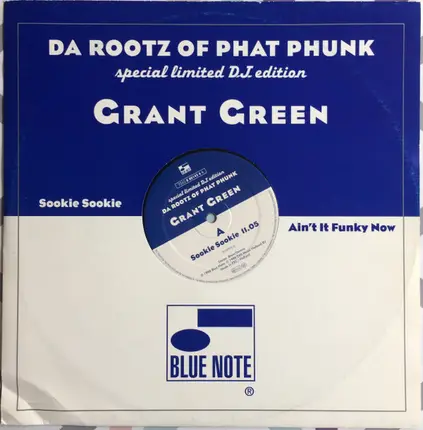 DA ROOTZ OF PHAT PHUNK
special limited D.J. edition
GRANT GREEN
special limited D.J. edition
DA ROOTZ OF PHAT PHUNK
GRANT GREEN
Sookie Sookie
A
Sookie Sookie 11.05
Ain't It Funky Now
BLUE NOTE
®